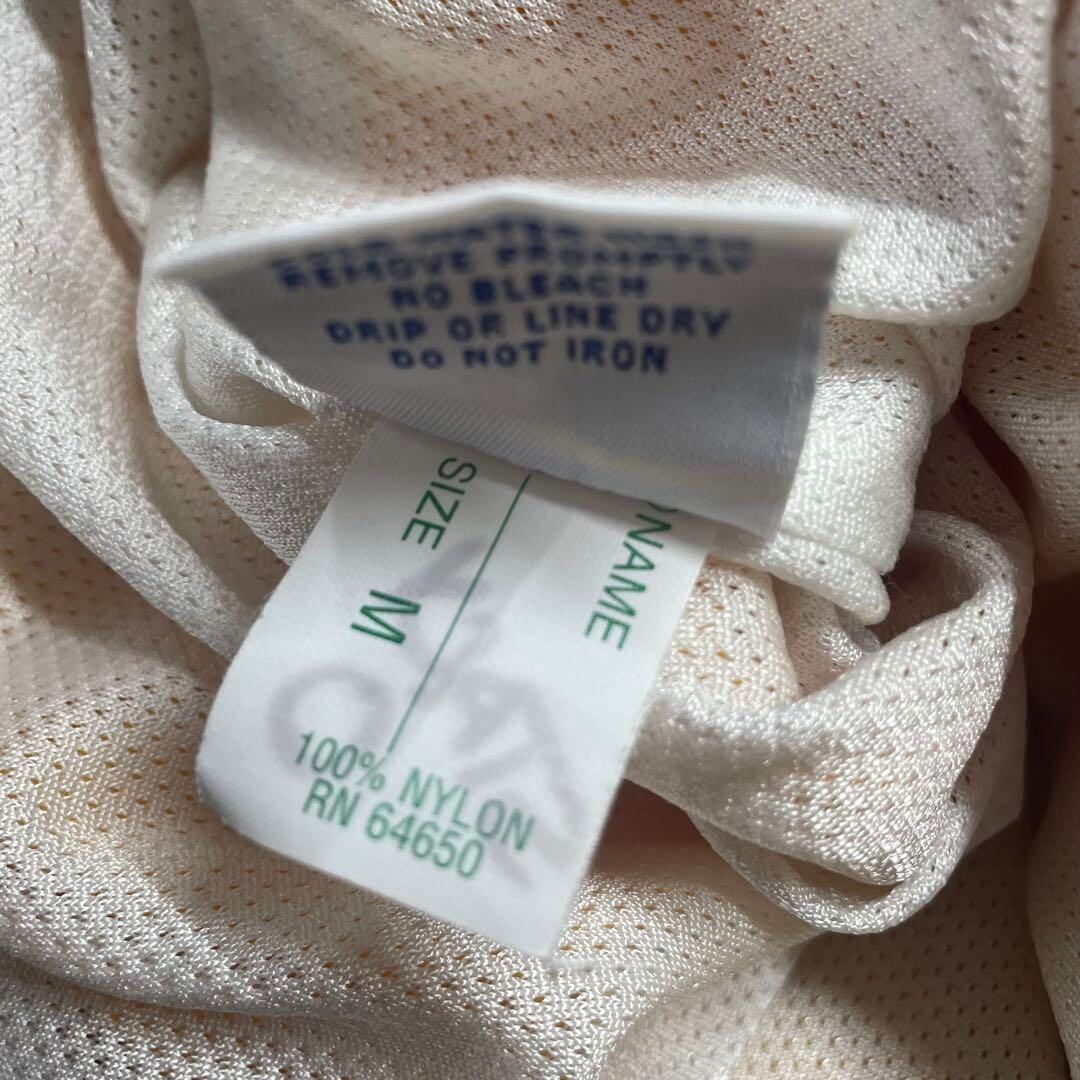 REMOVE PROMPTLY
NO BLEACH
DRIP OR LINE DRY
DO NOT IRON
SIZE M
NAME
100% NYLON
RN 64650